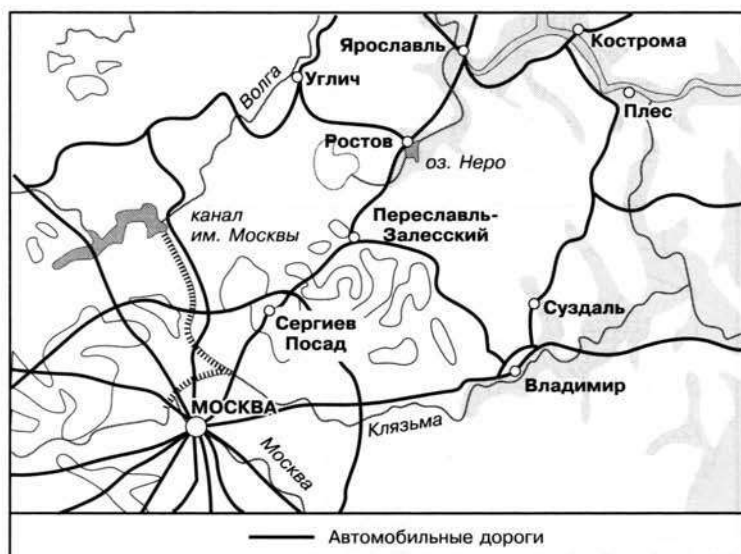 Ярославль
Кострома
Углич
Волга
Плес
Ростов
оз. Неро
канал
им. Москвы
Переславль-
Залесский
Сергиев
Посад
Суздаль
Владимир
МОСКВА
Клязьма
Москва
Автомобильные дороги